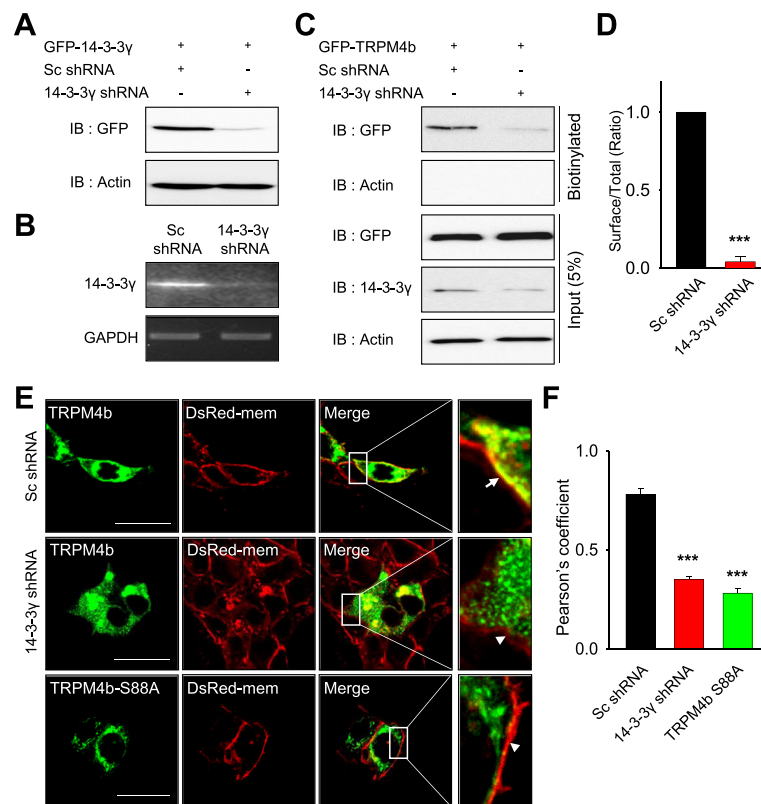 A
GFP-14-3-3γ + +
Sc shRNA + -
14-3-3γ shRNA - +
IB : GFP
IB : Actin
B
Sc shRNA
14-3-3γ shRNA
14-3-3γ
GAPDH
C
GFP-TRPM4b + +
Sc shRNA + -
14-3-3γ shRNA - +
IB : GFP
IB : Actin
Biotinylated
IB : GFP
IB : 14-3-3γ
IB : Actin
Input (5%)
D
Surface/Total (Ratio)
1.0
0.5
0.0
***
Sc shRNA
14-3-3γ shRNA
E
Sc shRNA
TRPM4b
DsRed-mem
Merge
14-3-3γ shRNA
TRPM4b
DsRed-mem
Merge
TRPM4b-S88A
DsRed-mem
Merge
F
Pearson's coefficient
1.0
0.5
0.0
***
***
Sc shRNA
14-3-3γ shRNA
TRPM4b S88A